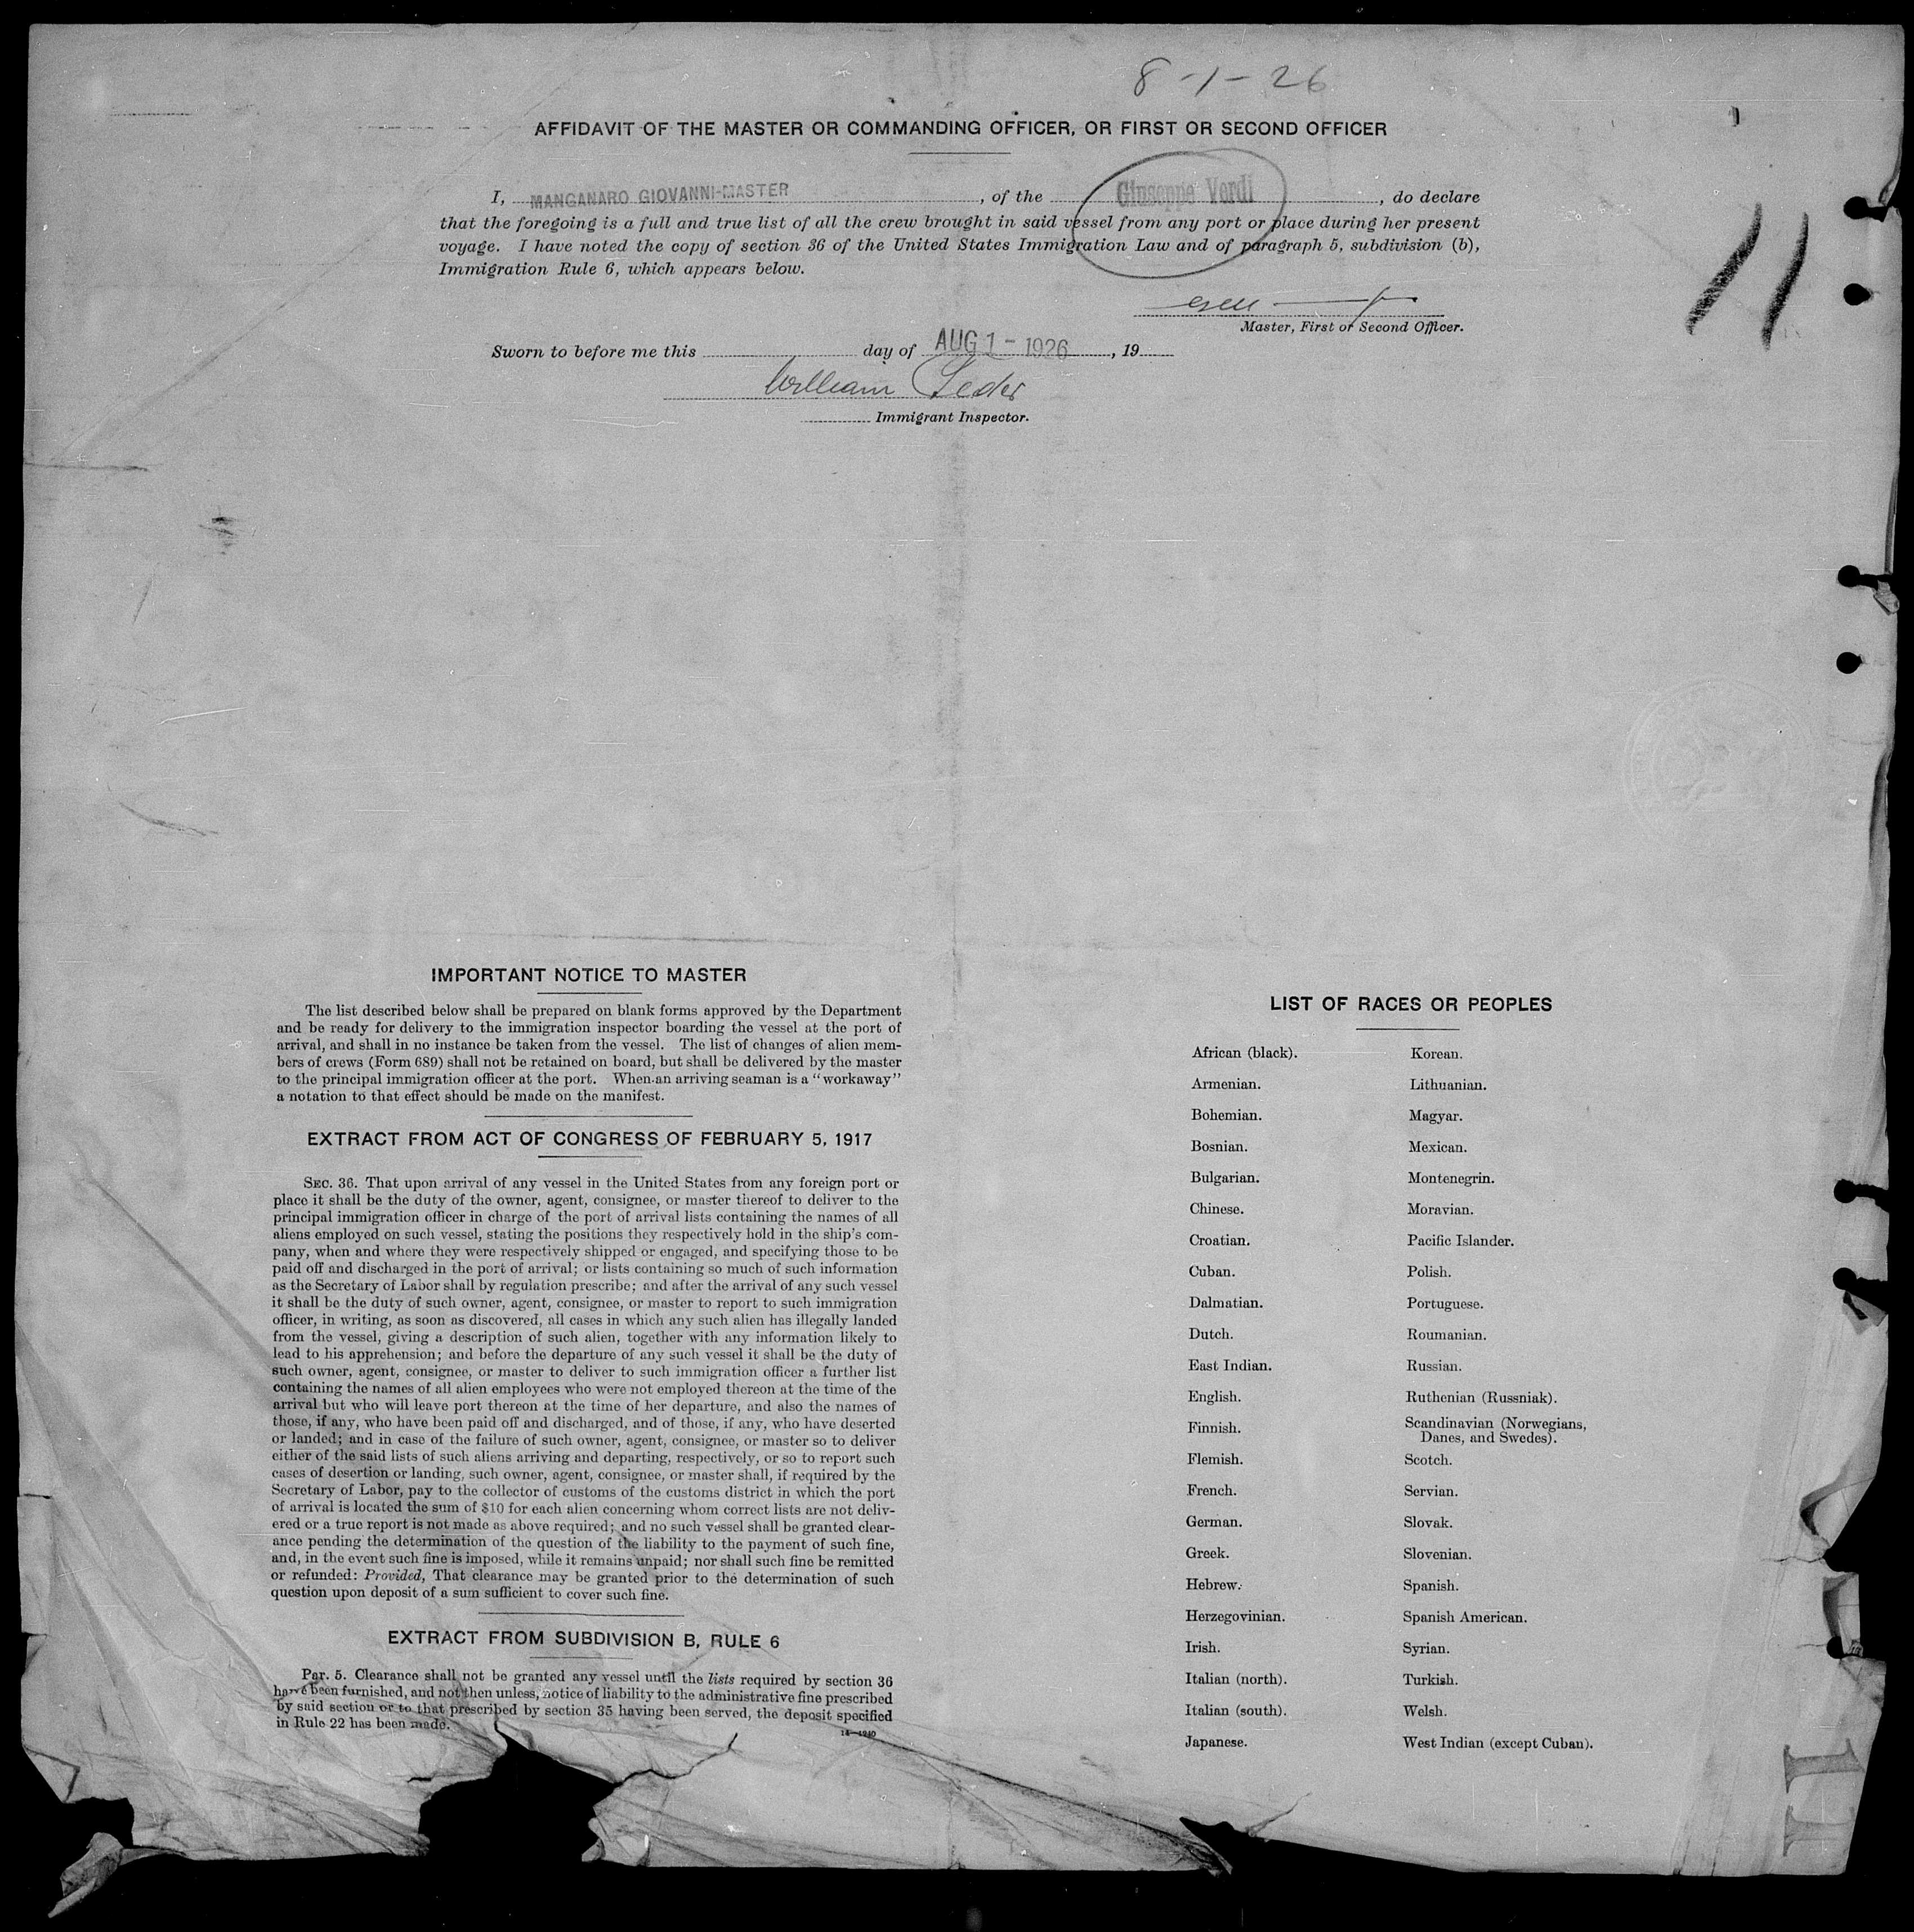 8-1-26
AFFIDAVIT OF THE MASTER OR COMMANDING OFFICER, OR FIRST OR SECOND OFFICER
I, MANGANARO GIOVANNI-MASTER, of the Giuseppe Verdi, do declare
that the foregoing is a full and true list of all the crew brought in said vessel from any port or place during her present
voyage. I have noted the copy of section 36 of the United States Immigration Law and of paragraph 5, subdivision (b),
Immigration Rule 6, which appears below.
11
Master, First or Second Officer.
Sworn to before me this day of AUG 1 - 1926, 19
William
Immigrant Inspector.
IMPORTANT NOTICE TO MASTER
The list described below shall be prepared on blank forms approved by the Department
and be ready for delivery to the immigration inspector boarding the vessel at the port of
arrival, and shall in no instance be taken from the vessel. The list of changes of alien mem-
bers of crews (Form 689) shall not be retained on board, but shall be delivered by the master
to the principal immigration officer at the port. When an arriving seaman is a "workaway"
a notation to that effect should be made on the manifest.
EXTRACT FROM ACT OF CONGRESS OF FEBRUARY 5, 1917
SEC. 36. That upon arrival of any vessel in the United States from any foreign port or
place it shall be the duty of the owner, agent, consignee, or master thereof to deliver to the
principal immigration officer in charge of the port of arrival lists containing the names of all
aliens employed on such vessel, stating the positions they respectively hold in the ship's com-
pany, when and where they were respectively shipped or engaged, and specifying those to be
paid off and discharged in the port of arrival; or lists containing so much of such information
as the Secretary of Labor shall by regulation prescribe; and after the arrival of any such vessel
it shall be the duty of such owner, agent, consignee, or master to report to such immigration
officer, in writing, as soon as discovered, all cases in which any such alien has illegally landed
from the vessel, giving a description of such alien, together with any information likely to
lead to his apprehension; and before the departure of any such vessel it shall be the duty of
such owner, agent, consignee, or master to deliver to such immigration officer a further list
containing the names of all alien employees who were not employed thereon at the time of the
arrival but who will leave port thereon at the time of her departure, and also the names of
those, if any, who have been paid off and discharged, and of those, if any, who have deserted
or landed; and in case of the failure of such owner, agent, consignee, or master so to deliver
either of the said lists of such aliens arriving and departing, respectively, or so to report such
cases of desertion or landing, such owner, agent, consignee, or master shall, if required by the
Secretary of Labor, pay to the collector of customs of the customs district in which the port
of arrival is located the sum of $10 for each alien concerning whom correct lists are not deliv-
ered or a true report is not made as above required; and no such vessel shall be granted clear-
ance pending the determination of the question of the liability to the payment of such fine,
and, in the event such fine is imposed, while it remains unpaid; nor shall such fine be remitted
or refunded: Provided, That clearance may be granted prior to the determination of such
question upon deposit of a sum sufficient to cover such fine.
EXTRACT FROM SUBDIVISION B, RULE 6
Par. 5. Clearance shall not be granted any vessel until the lists required by section 36
have been furnished, and not then unless, notice of liability to the administrative fine prescribed
by said section or to that prescribed by section 35 having been served, the deposit specified
in Rule 22 has been made.
14-1240
LIST OF RACES OR PEOPLES
African (black). Korean.
Armenian. Lithuanian.
Bohemian. Magyar.
Bosnian. Mexican.
Bulgarian. Montenegrin.
Chinese. Moravian.
Croatian. Pacific Islander.
Cuban. Polish.
Dalmatian. Portuguese.
Dutch. Roumanian.
East Indian. Russian.
English. Ruthenian (Russniak).
Finnish. Scandinavian (Norwegians,
Danes, and Swedes).
Flemish. Scotch.
French. Servian.
German. Slovak.
Greek. Slovenian.
Hebrew. Spanish.
Herzegovinian. Spanish American.
Irish. Syrian.
Italian (north). Turkish.
Italian (south). Welsh.
Japanese. West Indian (except Cuban).